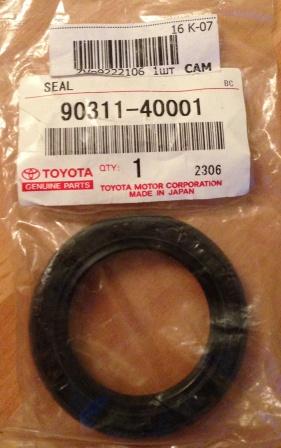 16 K-07
1шт CAM
SEAL BC
90311-40001
TOYOTA QTY: 1 2306
GENUINE PARTS TOYOTA MOTOR CORPORATION
MADE IN JAPAN